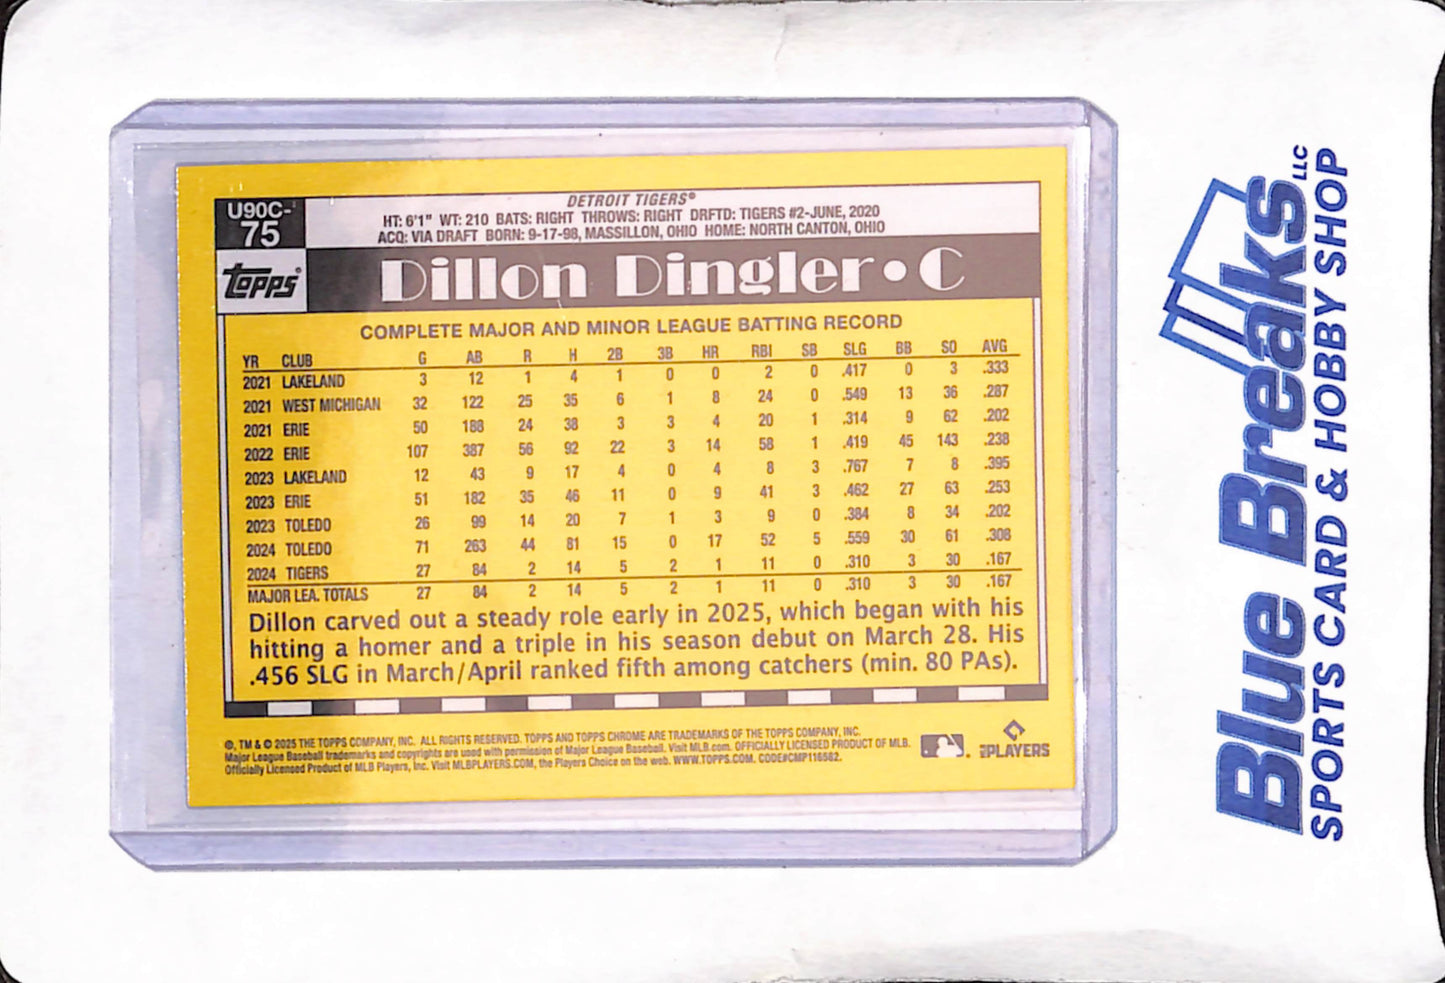 U90C-
75
topps®
DETROIT TIGERS®
HT: 6'1" WT: 210 BATS: RIGHT THROWS: RIGHT DRFTD: TIGERS #2-JUNE, 2020
ACQ: VIA DRAFT BORN: 9-17-98, MASSILLON, OHIO HOME: NORTH CANTON, OHIO
Dillon Dingler • C
COMPLETE MAJOR AND MINOR LEAGUE BATTING RECORD
YR CLUB G AB R H 2B 3B HR RBI SB SLG BB SO AVG
2021 LAKELAND 3 12 1 4 1 0 0 2 0 .417 0 3 .333
2021 WEST MICHIGAN 32 122 25 35 6 1 8 24 0 .549 13 36 .287
2021 ERIE 50 188 24 38 3 3 4 20 1 .314 9 62 .202
2022 ERIE 107 387 56 92 22 3 14 58 1 .419 45 143 .238
2023 LAKELAND 12 43 9 17 4 0 4 8 3 .767 7 8 .395
2023 ERIE 51 182 35 46 11 0 9 41 3 .462 27 63 .253
2023 TOLEDO 26 99 14 20 7 1 3 9 0 .384 8 34 .202
2024 TOLEDO 71 263 44 81 15 0 17 52 5 .559 30 61 .308
2024 TIGERS 27 84 2 14 5 2 1 11 0 .310 3 30 .167
MAJOR LEA. TOTALS 27 84 2 14 5 2 1 11 0 .310 3 30 .167
Dillon carved out a steady role early in 2025, which began with his
hitting a homer and a triple in his season debut on March 28. His
.456 SLG in March/April ranked fifth among catchers (min. 80 PAs).
®, TM & © 2025 THE TOPPS COMPANY, INC. ALL RIGHTS RESERVED. TOPPS AND TOPPS CHROME ARE TRADEMARKS OF THE TOPPS COMPANY, INC.
Major League Baseball trademarks and copyrights are used with permission of Major League Baseball. Visit MLB.com. OFFICIALLY LICENSED PRODUCT OF MLB.
Officially Licensed Product of MLB Players, Inc. Visit MLBPLAYERS.COM, the Players Choice on the web. WWW.TOPPS.COM. CODE#CMP116582.
PLAYERS
Blue Breaks LLC
SPORTS CARD & HOBBY SHOP